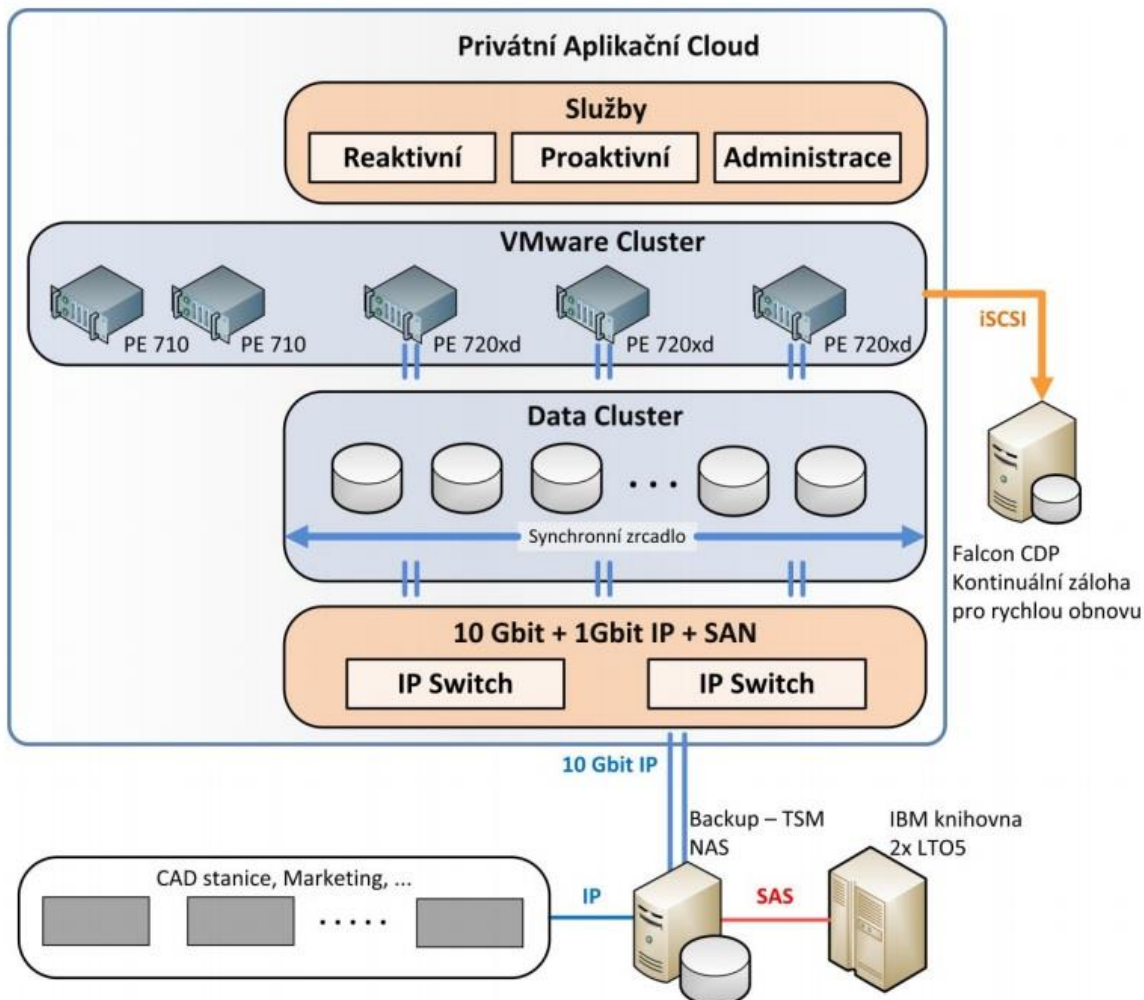 Privátní Aplikační Cloud
Služby
Reaktivní
Proaktivní
Administrace
VMware Cluster
PE 710
PE 710
PE 720xd
PE 720xd
PE 720xd
iSCSI
Data Cluster
. . .
Synchronní zrcadlo
Falcon CDP
Kontinuální záloha
pro rychlou obnovu
10 Gbit + 1Gbit IP + SAN
IP Switch
IP Switch
10 Gbit IP
Backup – TSM
NAS
IBM knihovna
2x LTO5
CAD stanice, Marketing, ...
. . . . .
IP
SAS